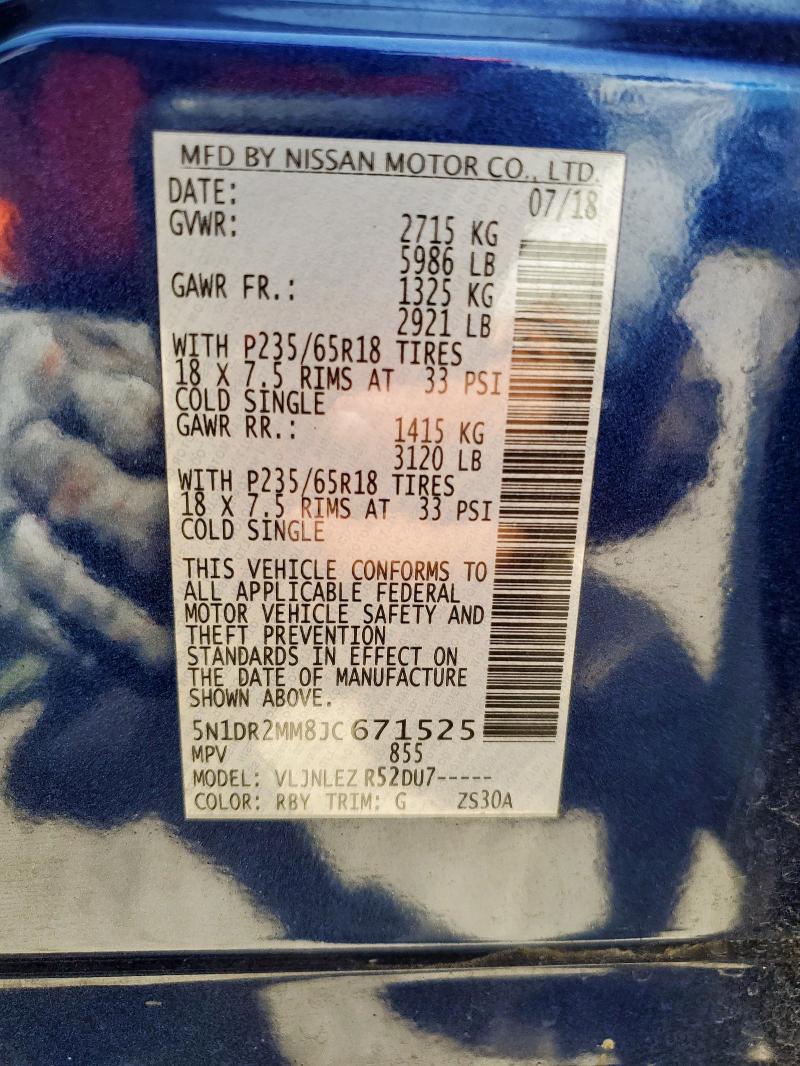 MFD BY NISSAN MOTOR CO., LTD.
DATE: 07/18
GVWR: 2715 KG
5986 LB
GAWR FR.: 1325 KG
2921 LB
WITH P235/65R18 TIRES
18 X 7.5 RIMS AT 33 PSI
COLD SINGLE
GAWR RR.: 1415 KG
3120 LB
WITH P235/65R18 TIRES
18 X 7.5 RIMS AT 33 PSI
COLD SINGLE
THIS VEHICLE CONFORMS TO
ALL APPLICABLE FEDERAL
MOTOR VEHICLE SAFETY AND
THEFT PREVENTION
STANDARDS IN EFFECT ON
THE DATE OF MANUFACTURE
SHOWN ABOVE.
5N1DR2MM8JC671525
MPV 855
MODEL: VLJNLEZ R52DU7-----
COLOR: RBY TRIM: G ZS30A